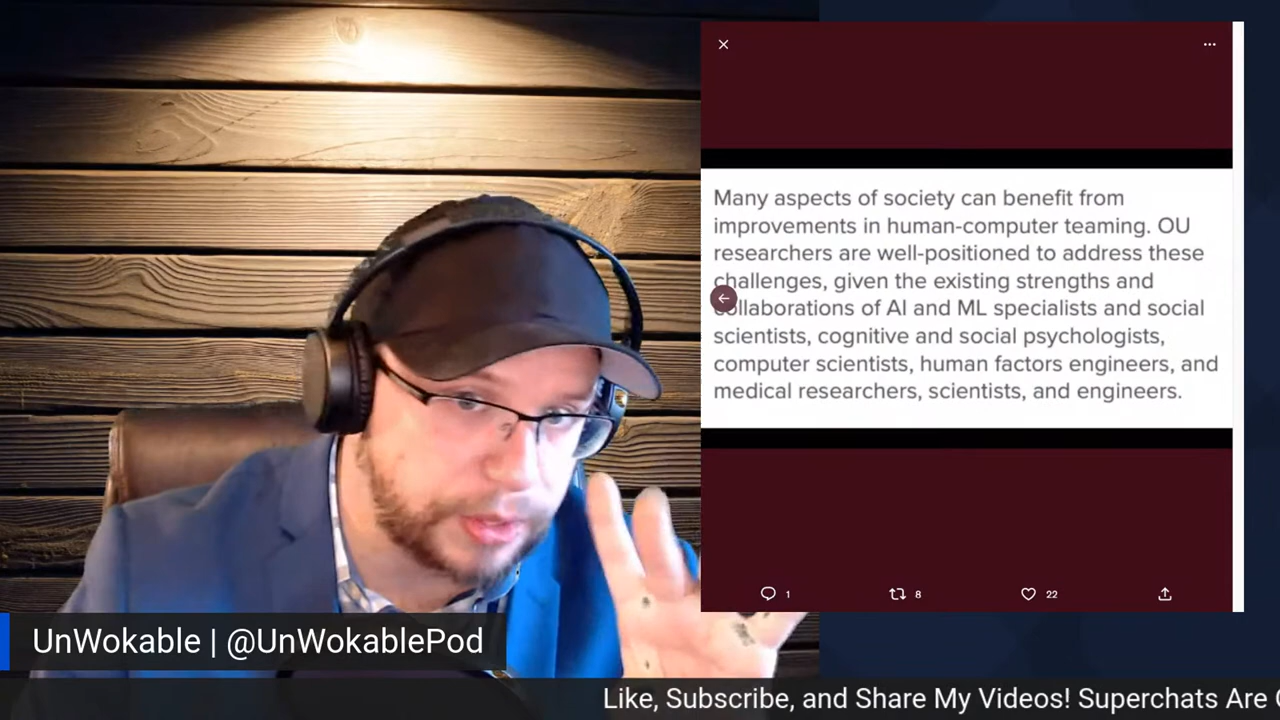 Many aspects of society can benefit from
improvements in human-computer teaming. OU
researchers are well-positioned to address these
challenges, given the existing strengths and
collaborations of AI and ML specialists and social
scientists, cognitive and social psychologists,
computer scientists, human factors engineers, and
medical researchers, scientists, and engineers.
1 8 22
UnWokable | @UnWokablePod
Like, Subscribe, and Share My Videos! Superchats Are